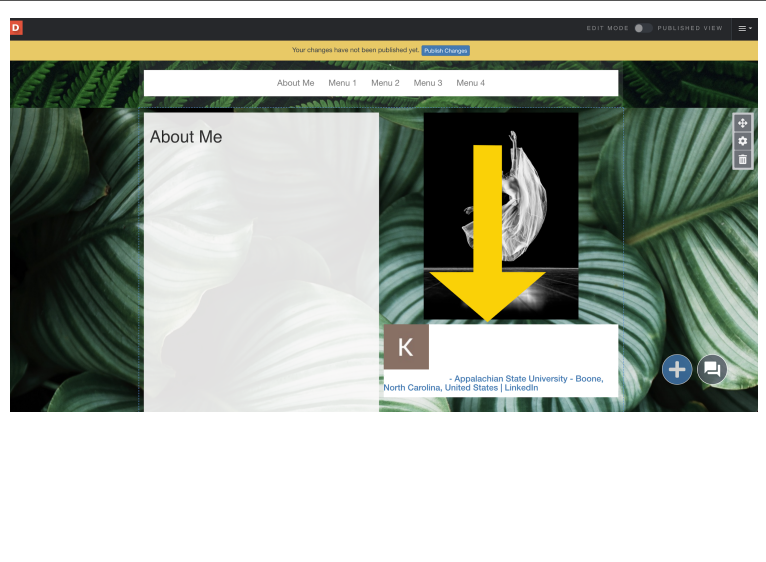 D
EDIT MODE PUBLISHED VIEW
Your changes have not been published yet. Publish Changes
About Me Menu 1 Menu 2 Menu 3 Menu 4
About Me
K
- Appalachian State University - Boone,
North Carolina, United States | LinkedIn